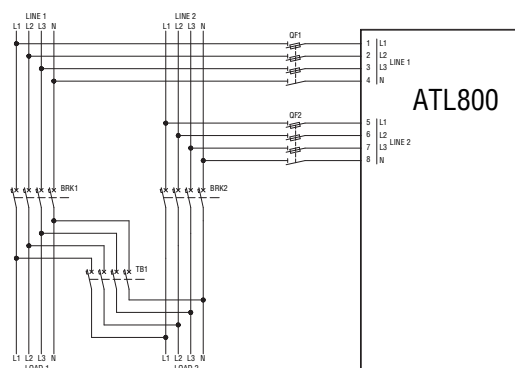 LINE 1 LINE 2
L1 L2 L3 N L1 L2 L3 N
QF1
1 L1
2 L2
3 L3
4 N
LINE 1
ATL800
QF2
5 L1
6 L2
7 L3
8 N
LINE 2
BRK1 BRK2
TB1
L1 L2 L3 N L1 L2 L3 N
LOAD 1 LOAD 2